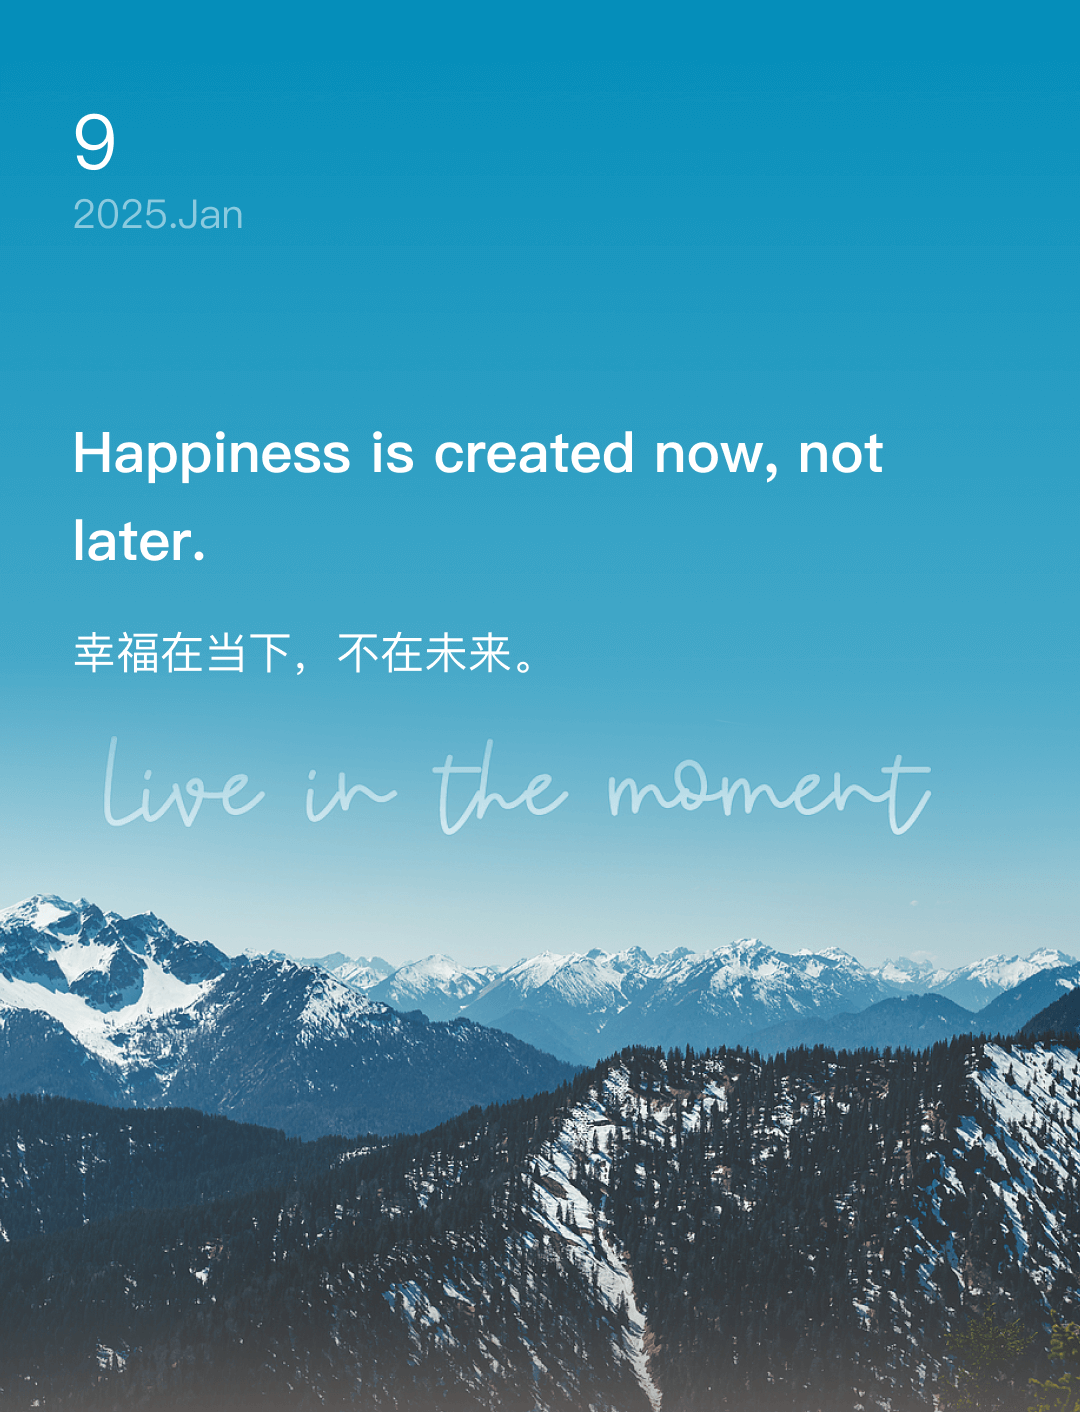 9
2025.Jan
Happiness is created now, not
later.
幸福在当下，不在未来。
live in the moment